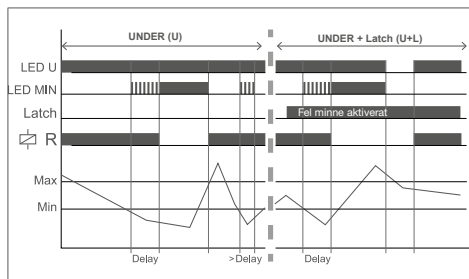 UNDER (U)
UNDER + Latch (U+L)
LED U
LED MIN
Latch
Fel minne aktiverat
R
Max
Min
Delay
>Delay
Delay